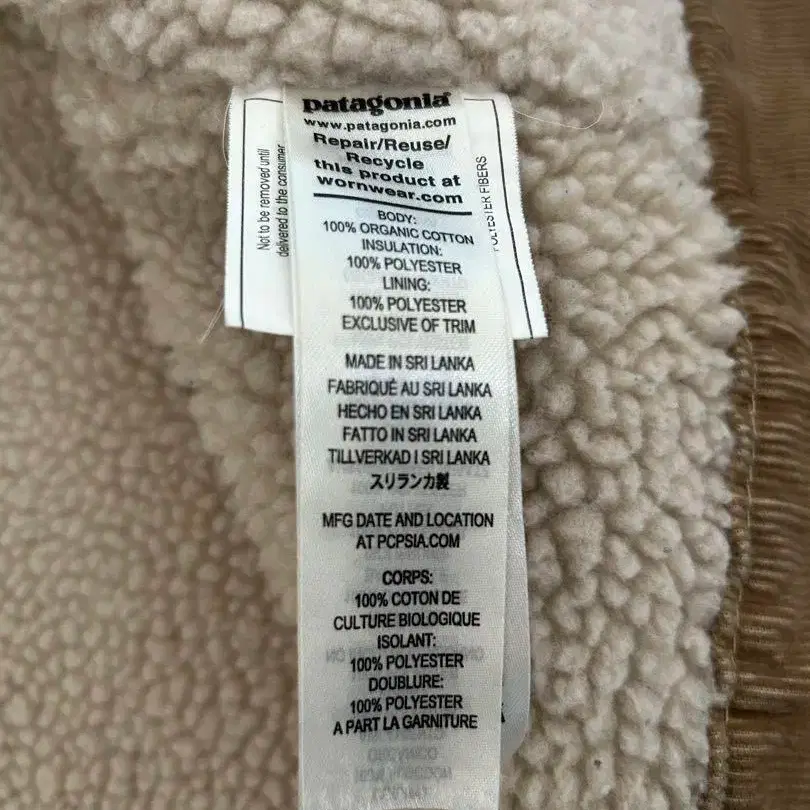 patagonia®
www.patagonia.com
Repair/Reuse/
Recycle
this product at
wornwear.com
BODY:
100% ORGANIC COTTON
INSULATION:
100% POLYESTER
LINING:
100% POLYESTER
EXCLUSIVE OF TRIM
MADE IN SRI LANKA
FABRIQUÉ AU SRI LANKA
HECHO EN SRI LANKA
FATTO IN SRI LANKA
TILLVERKAD I SRI LANKA
スリランカ製
MFG DATE AND LOCATION
AT PCPSIA.COM
CORPS:
100% COTON DE
CULTURE BIOLOGIQUE
ISOLANT:
100% POLYESTER
DOUBLURE:
100% POLYESTER
A PART LA GARNITURE
Not to be removed until
delivered to the consumer
POLYESTER FIBERS